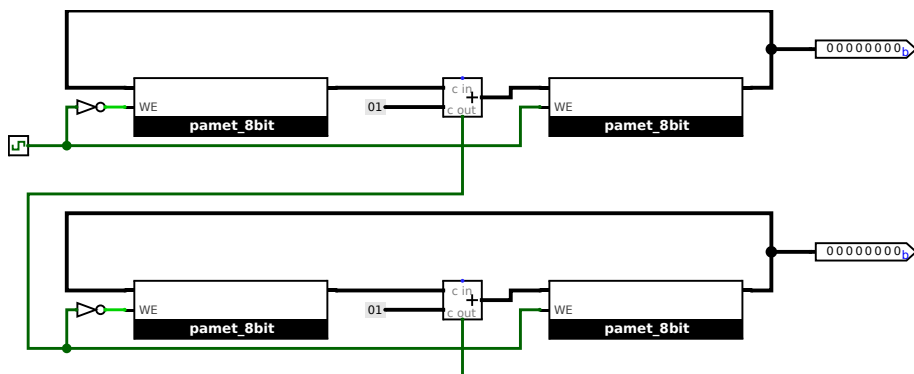 00000000b
c in
+
WE
01
c out
pamet_8bit
WE
pamet_8bit
00000000b
c in
+
WE
01
c out
pamet_8bit
WE
pamet_8bit